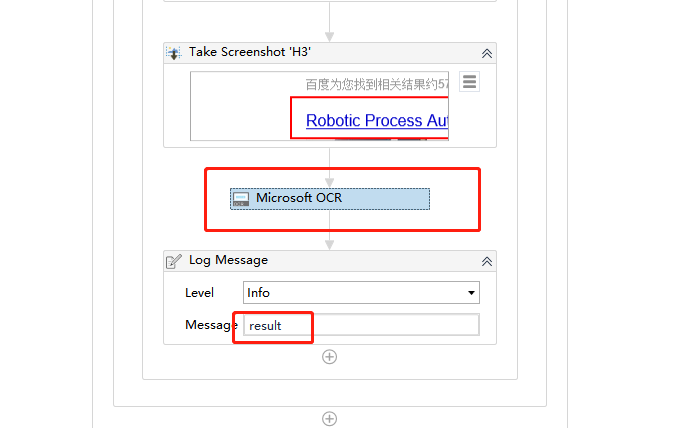 Take Screenshot 'H3'
百度为您找到相关结果约57
Robotic Process Aut
Microsoft OCR
Log Message
Level Info
Message result